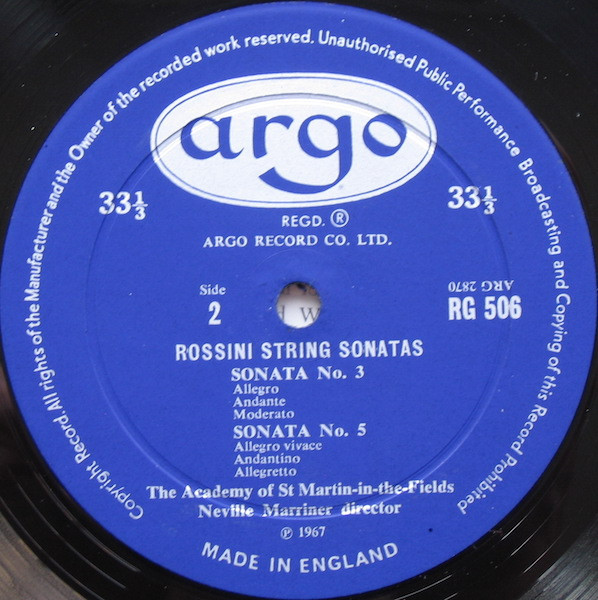 Copyright Record. All rights of the Manufacturer and the Owner of the recorded work reserved. Unauthorised Public Performance Broadcasting and Copying of this Record Prohibited
argo
33⅓
33⅓
REGD. ®
ARGO RECORD CO. LTD.
Side
2
ARG 2870
RG 506
ROSSINI STRING SONATAS
SONATA No. 3
Allegro
Andante
Moderato
SONATA No. 5
Allegro vivace
Andantino
Allegretto
The Academy of St Martin-in-the-Fields
Neville Marriner director
℗ 1967
MADE IN ENGLAND